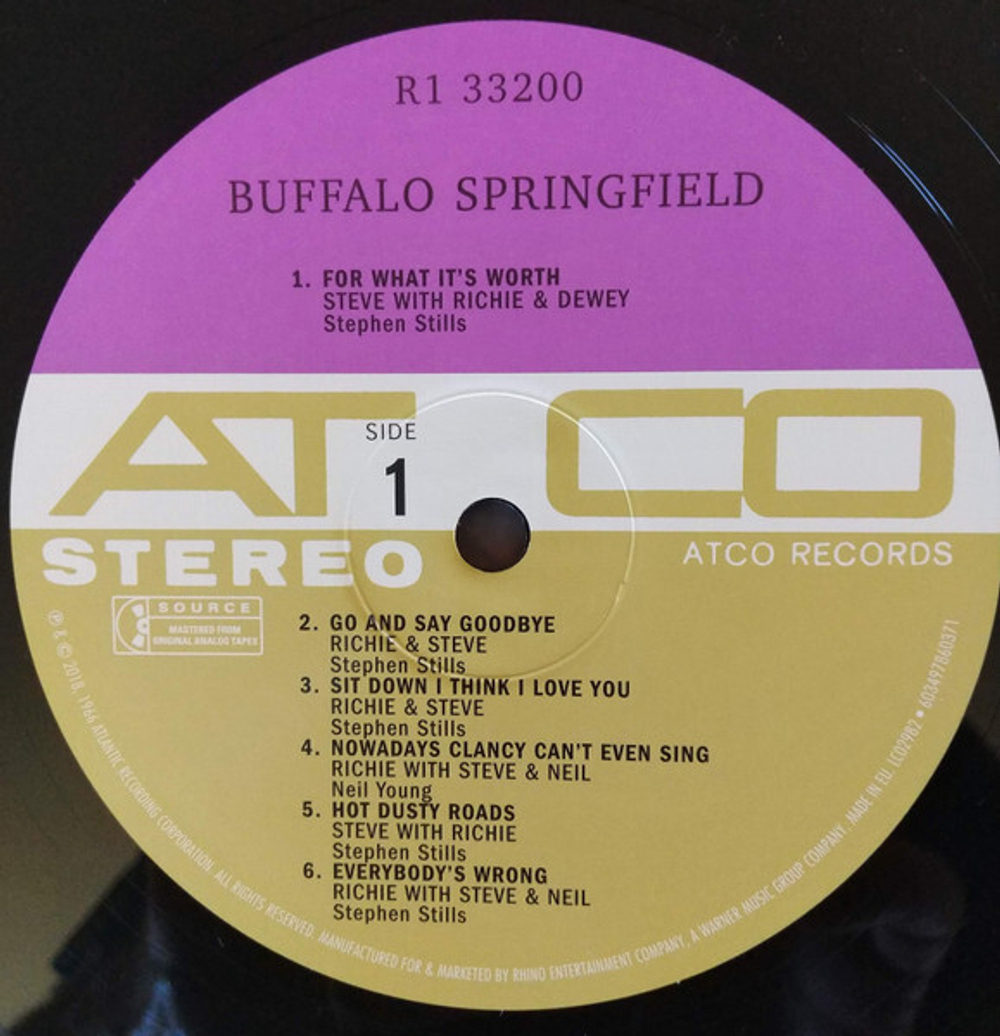 R1 33200
BUFFALO SPRINGFIELD
1. FOR WHAT IT'S WORTH
STEVE WITH RICHIE & DEWEY
Stephen Stills
ATCO
SIDE
1
STEREO
ATCO RECORDS
SOURCE
MASTERED FROM
ORIGINAL ANALOG TAPES
2. GO AND SAY GOODBYE
RICHIE & STEVE
Stephen Stills
3. SIT DOWN I THINK I LOVE YOU
RICHIE & STEVE
Stephen Stills
4. NOWADAYS CLANCY CAN'T EVEN SING
RICHIE WITH STEVE & NEIL
Neil Young
5. HOT DUSTY ROADS
STEVE WITH RICHIE
Stephen Stills
6. EVERYBODY'S WRONG
RICHIE WITH STEVE & NEIL
Stephen Stills
℗ & © 2018, 1966 ATLANTIC RECORDING CORPORATION. ALL RIGHTS RESERVED. MANUFACTURED FOR & MARKETED BY RHINO ENTERTAINMENT COMPANY, A WARNER MUSIC GROUP COMPANY. MADE IN EU. LC02982 • 603497860371